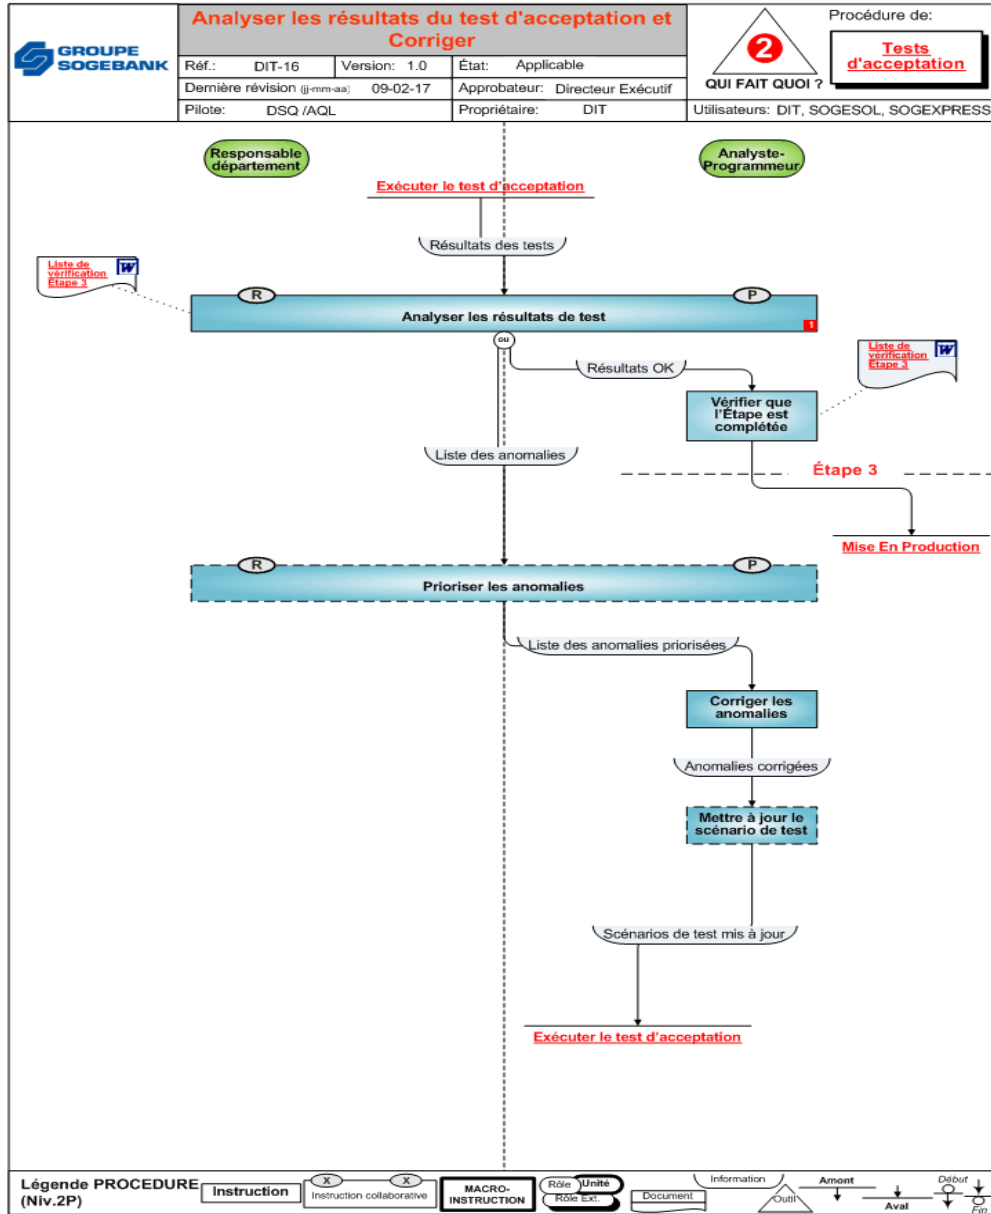 GROUPE
SOGEBANK
Analyser les résultats du test d'acceptation et
Corriger
Réf.: DIT-16
Version: 1.0
État: Applicable
Dernière révision (jj-mm-aa) 09-02-17
Approbateur: Directeur Exécutif
Pilote: DSQ /AQL
Propriétaire: DIT
2
QUI FAIT QUOI ?
Procédure de:
Tests
d'acceptation
Utilisateurs: DIT, SOGESOL, SOGEXPRESS
Responsable
département
Analyste-
Programmeur
Exécuter le test d'acceptation
Résultats des tests
Liste de
vérification
Étape 3
W
R
P
Analyser les résultats de test
1
ou
Résultats OK
Liste de
vérification
Étape 3
W
Vérifier que
l'Étape est
complétée
Liste des anomalies
Étape 3
Mise En Production
R
P
Prioriser les anomalies
Liste des anomalies priorisées
Corriger les
anomalies
Anomalies corrigées
Mettre à jour le
scénario de test
Scénarios de test mis à jour
Exécuter le test d'acceptation
Légende PROCEDURE
(Niv.2P)
Instruction
X
X
Instruction collaborative
MACRO-
INSTRUCTION
Rôle
Unité
Rôle Ext.
Document
Information
Outil
Amont
Aval
Début
Fin